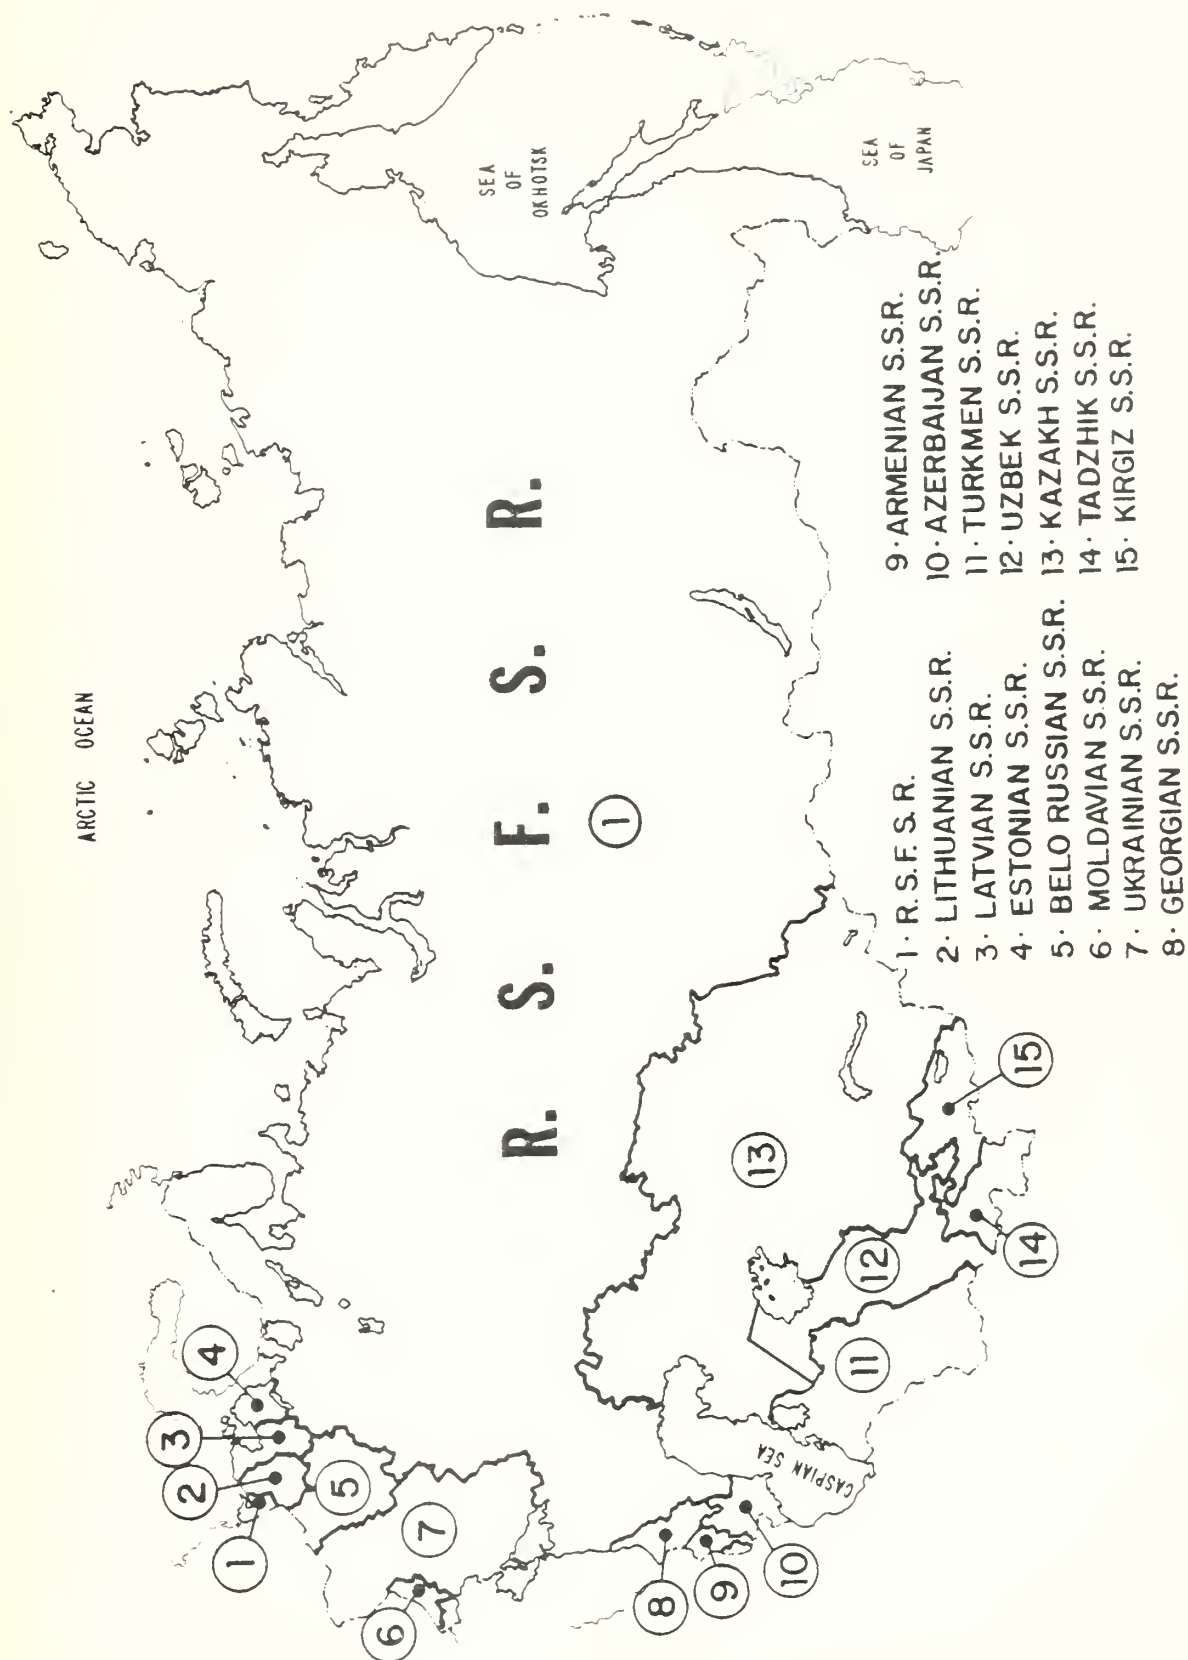 ARCTIC OCEAN
SEA
OF
OKHOTSK
SEA
OF
JAPAN
R. S. F. S. R.
1
4
3
2
1
5
7
6
8
9
10
CASPIAN SEA
11
12
13
14
15
1· R.S.F. S. R.
2· LITHUANIAN S.S.R.
3· LATVIAN S.S.R.
4· ESTONIAN S.S.R.
5· BELO RUSSIAN S.S.R.
6· MOLDAVIAN S.S.R.
7· UKRAINIAN S.S.R.
8· GEORGIAN S.S.R.
9·ARMENIAN S.S.R.
10·AZERBAIJAN S.S.R.
11·TURKMEN S.S.R.
12·UZBEK S.S.R.
13·KAZAKH S.S.R.
14·TADZHIK S.S.R.
15·KIRGIZ S.S.R.